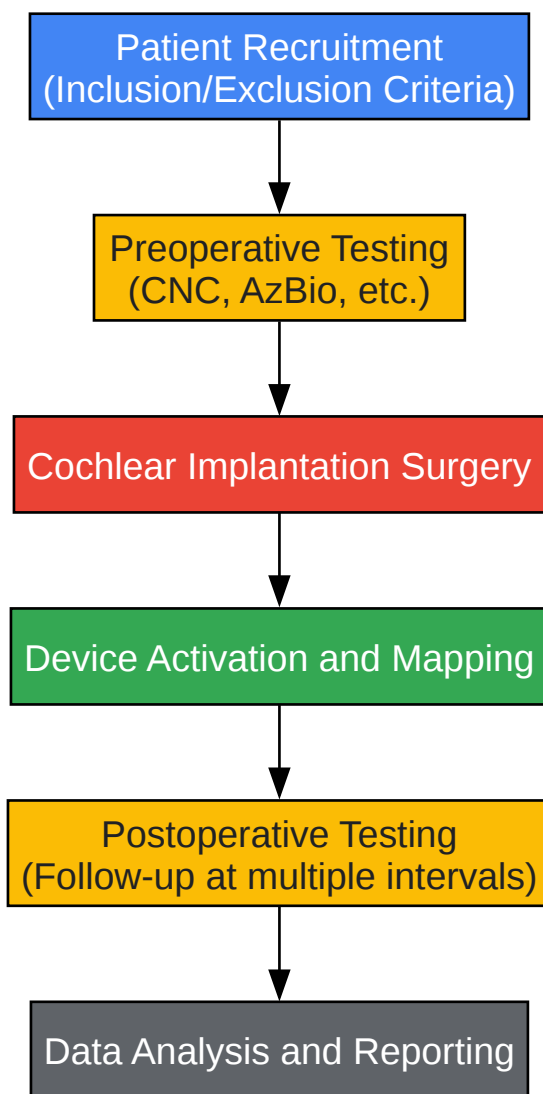 Patient Recruitment
(Inclusion/Exclusion Criteria)
Preoperative Testing
(CNC, AzBio, etc.)
Cochlear Implantation Surgery
Device Activation and Mapping
Postoperative Testing
(Follow-up at multiple intervals)
Data Analysis and Reporting